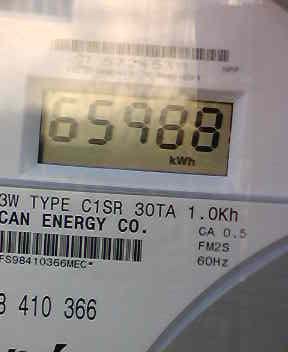 65988
kWh
3W TYPE C1SR 30TA 1.0Kh
CAN ENERGY CO.
CA 0.5
FM2S
60Hz
FS98410366MEC*
8 410 366